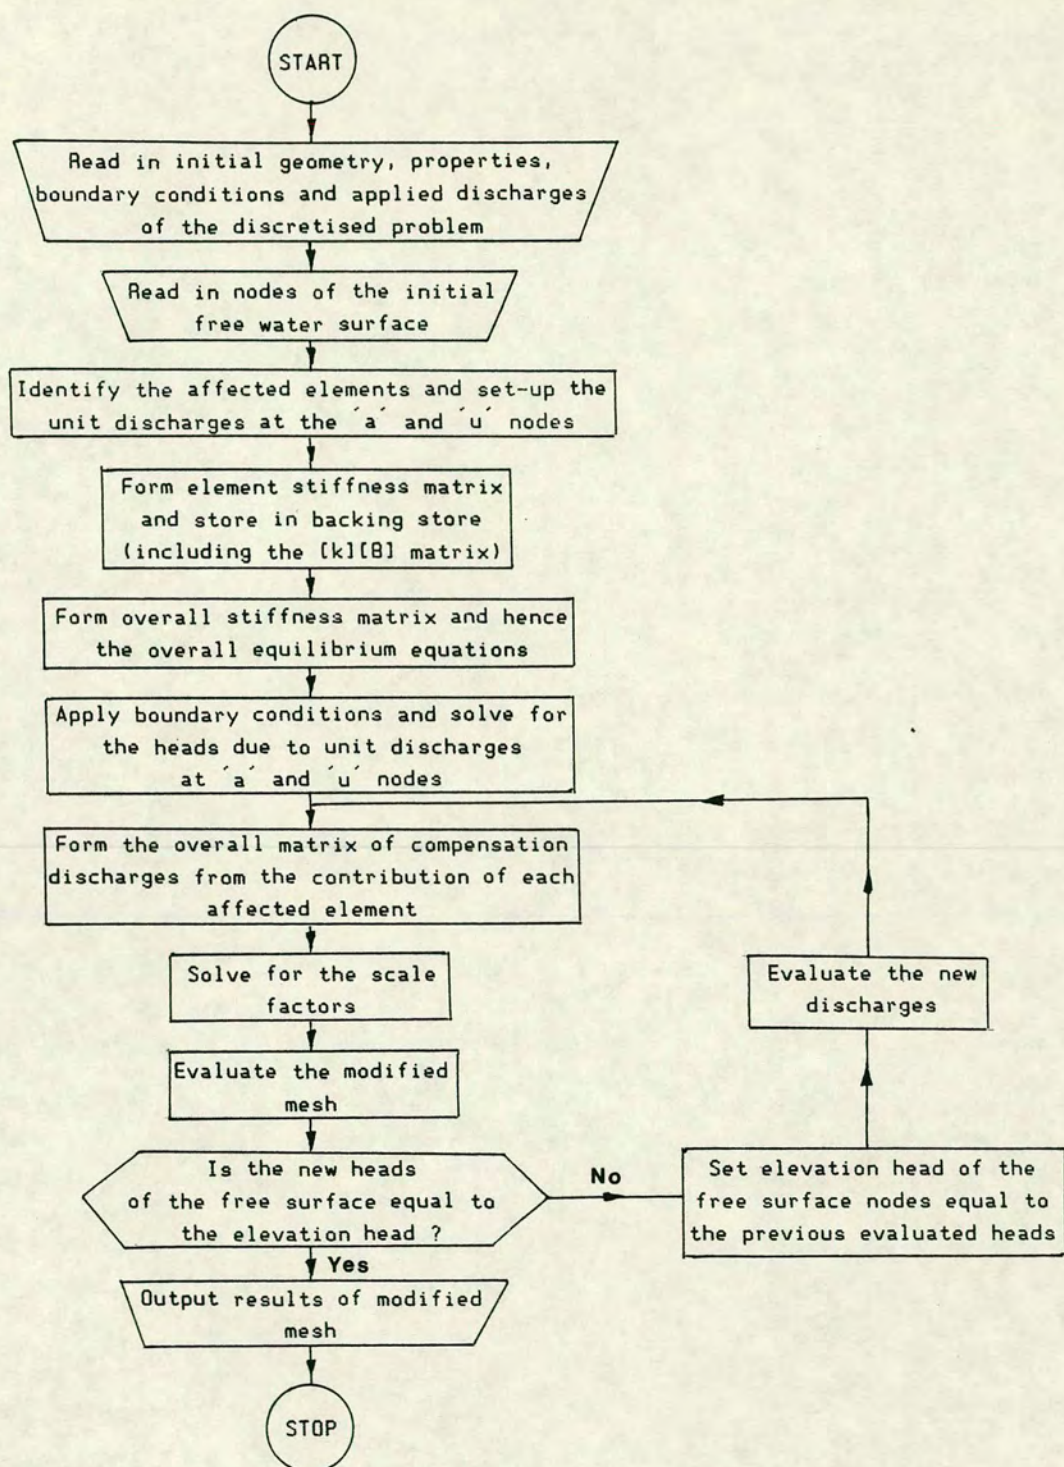 START
Read in initial geometry, properties,
boundary conditions and applied discharges
of the discretised problem
Read in nodes of the initial
free water surface
Identify the affected elements and set-up the
unit discharges at the ´a´ and ´u´ nodes
Form element stiffness matrix
and store in backing store
(including the [k][B] matrix)
Form overall stiffness matrix and hence
the overall equilibrium equations
Apply boundary conditions and solve for
the heads due to unit discharges
at ´a´ and ´u´ nodes
Form the overall matrix of compensation
discharges from the contribution of each
affected element
Solve for the scale
factors
Evaluate the modified
mesh
Is the new heads
of the free surface equal to
the elevation head ?
No
Set elevation head of the
free surface nodes equal to
the previous evaluated heads
Evaluate the new
discharges
Yes
Output results of modified
mesh
STOP